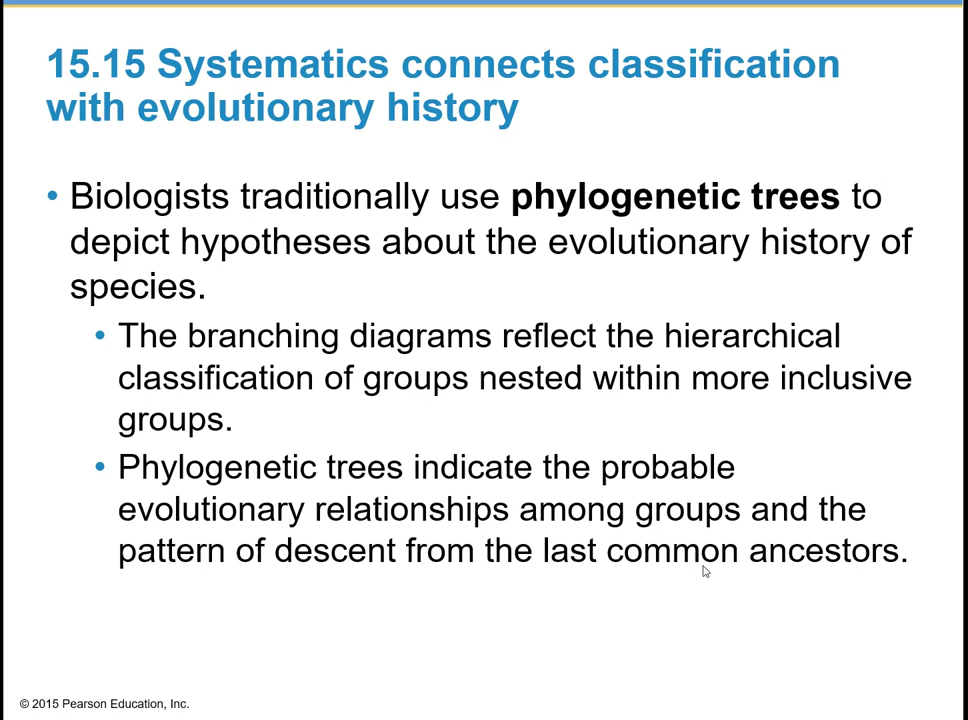 15.15 Systematics connects classification
with evolutionary history
• Biologists traditionally use phylogenetic trees to
depict hypotheses about the evolutionary history of
species.
• The branching diagrams reflect the hierarchical
classification of groups nested within more inclusive
groups.
• Phylogenetic trees indicate the probable
evolutionary relationships among groups and the
pattern of descent from the last common ancestors.
© 2015 Pearson Education, Inc.